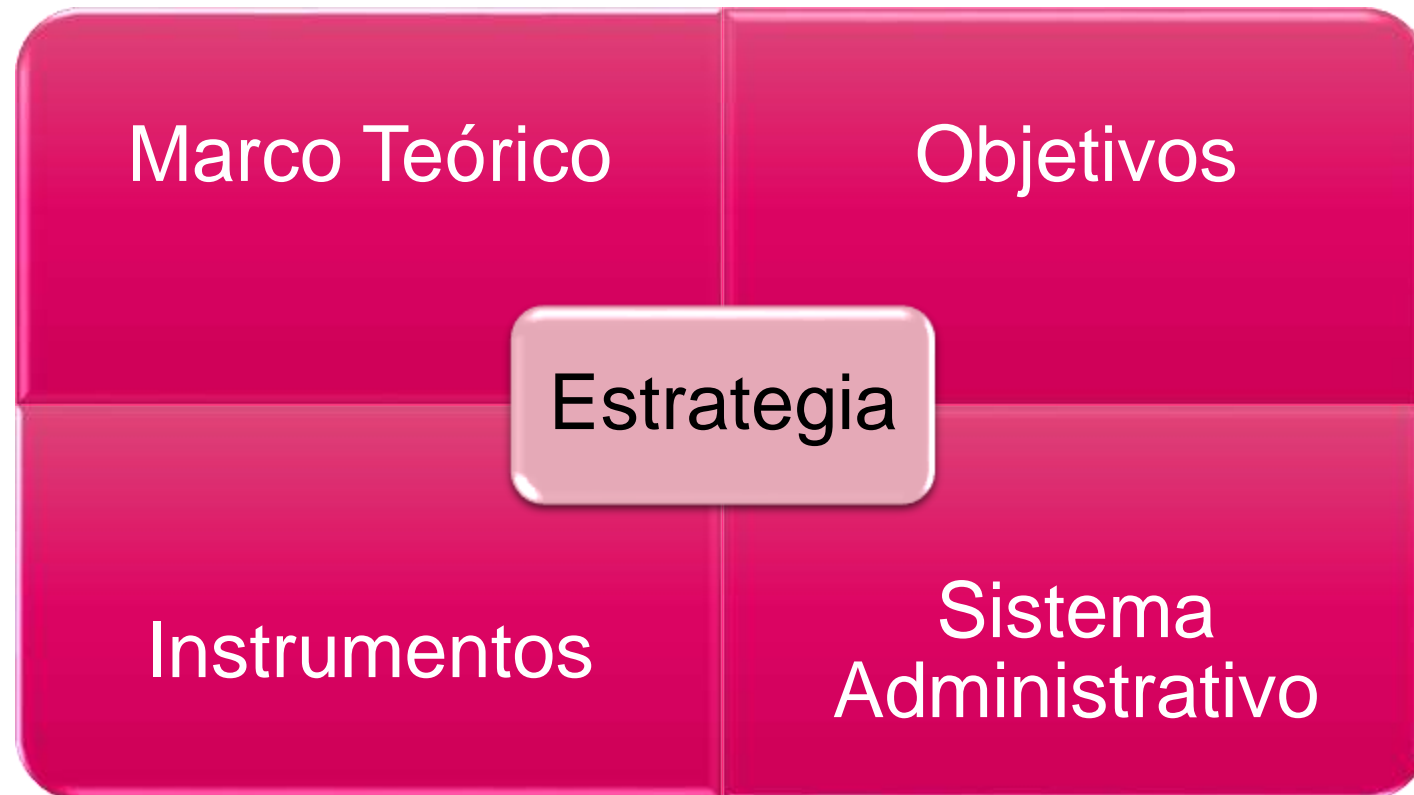 Marco Teórico
Objetivos
Estrategia
Instrumentos
Sistema
Administrativo